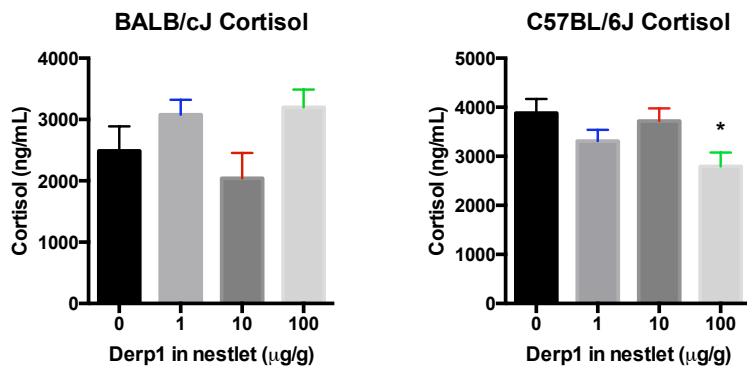 BALB/cJ Cortisol
Cortisol (ng/mL)
4000
3000
2000
1000
0
0 1 10 100
Derp1 in nestlet (μg/g)
C57BL/6J Cortisol
Cortisol (ng/mL)
5000
4000
3000
2000
1000
0
*
0 1 10 100
Derp1 in nestlet (μg/g)